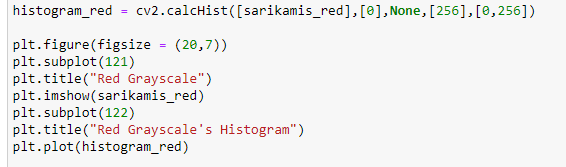 histogram_red = cv2.calcHist([sarikamis_red],[0],None,[256],[0,256])
plt.figure(figsize = (20,7))
plt.subplot(121)
plt.title("Red Grayscale")
plt.imshow(sarikamis_red)
plt.subplot(122)
plt.title("Red Grayscale's Histogram")
plt.plot(histogram_red)